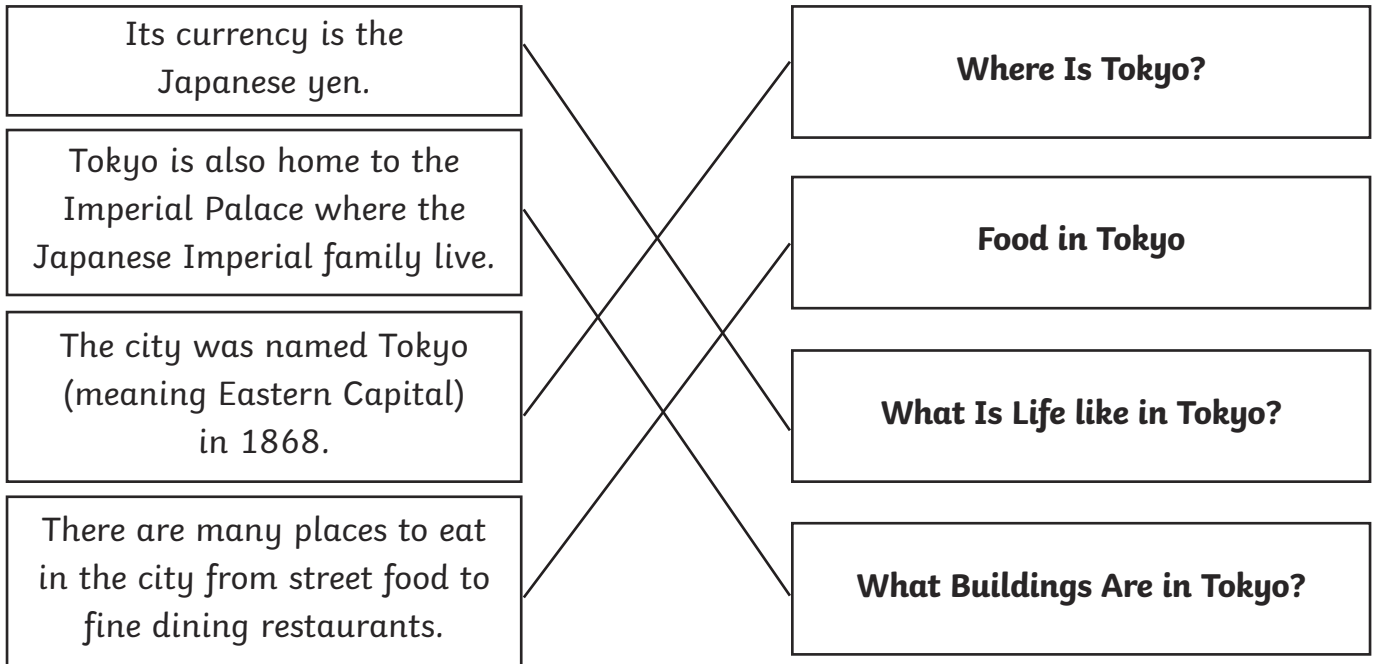 Its currency is the
Japanese yen.
Tokyo is also home to the
Imperial Palace where the
Japanese Imperial family live.
The city was named Tokyo
(meaning Eastern Capital)
in 1868.
There are many places to eat
in the city from street food to
fine dining restaurants.
Where Is Tokyo?
Food in Tokyo
What Is Life like in Tokyo?
What Buildings Are in Tokyo?